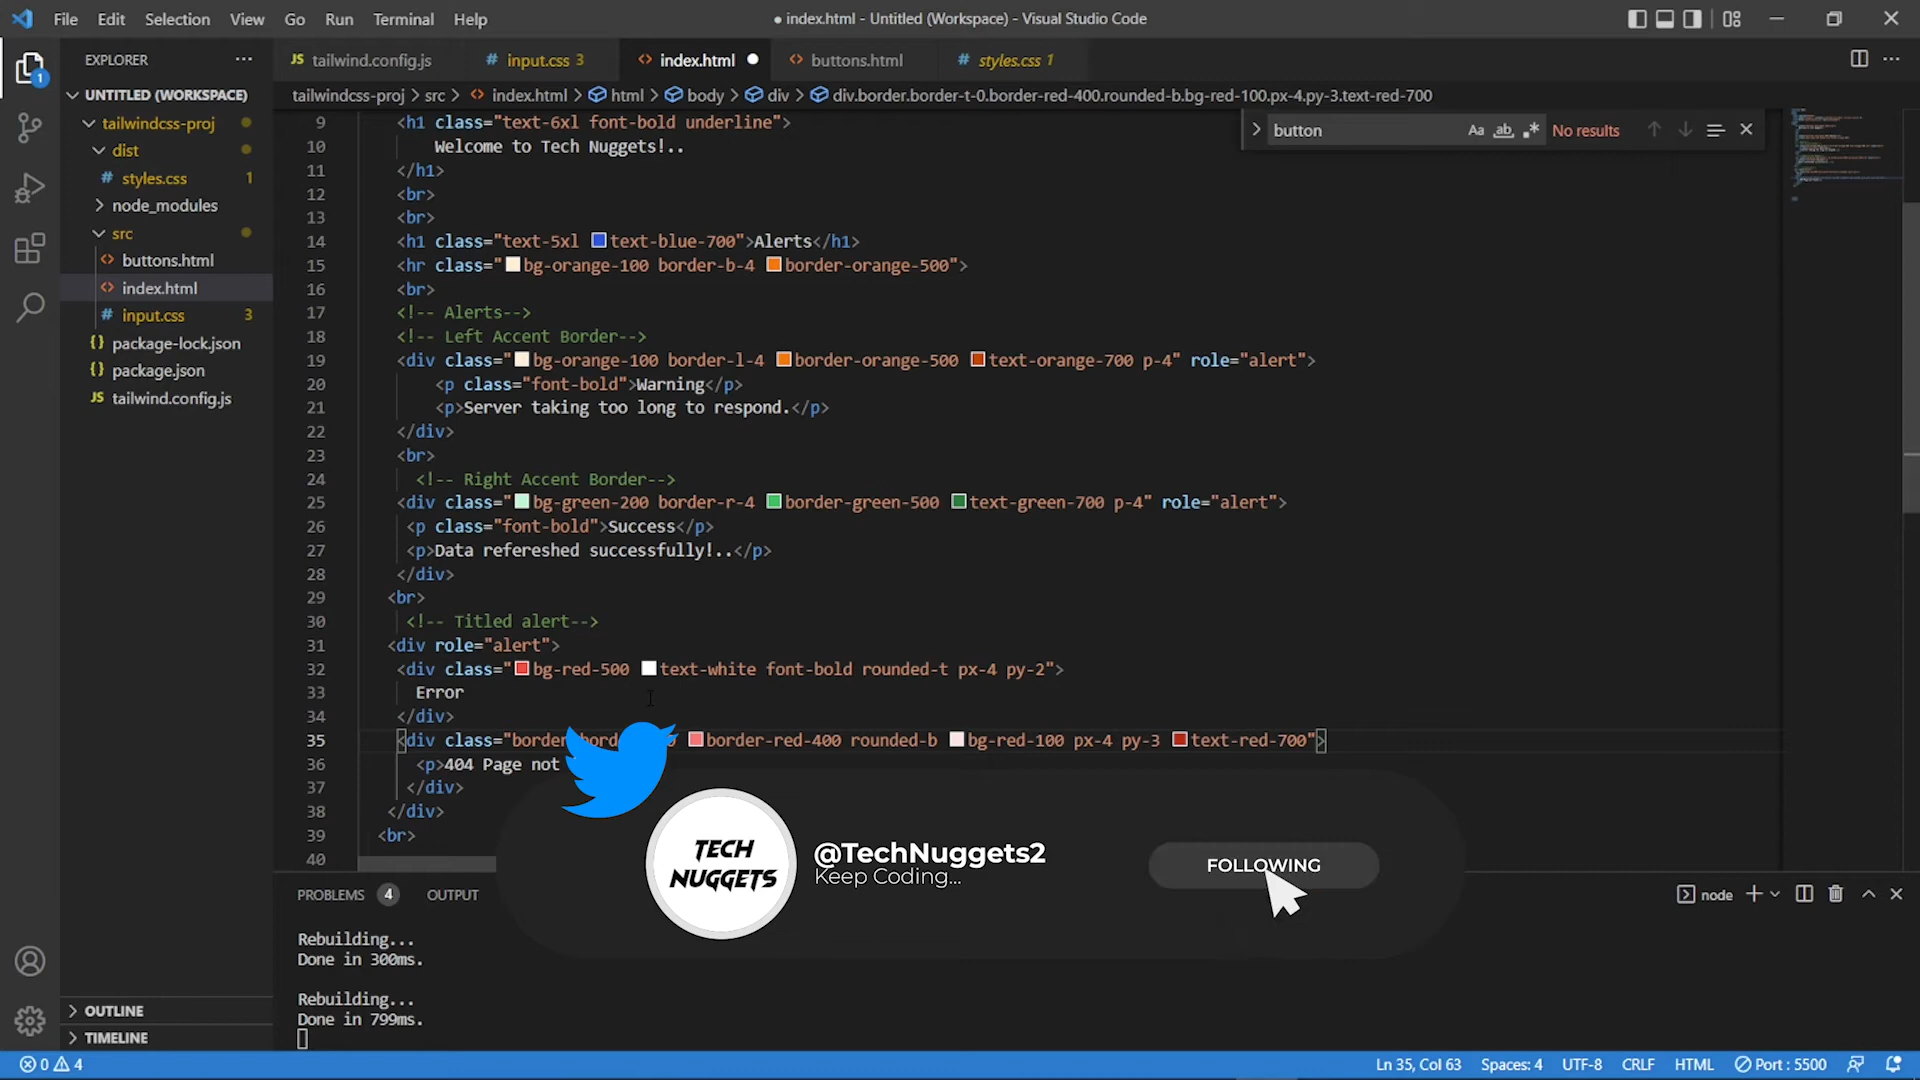 File Edit Selection View Go Run Terminal Help
● index.html - Untitled (Workspace) - Visual Studio Code
EXPLORER
JS tailwind.config.js
# input.css 3
<> index.html
<> buttons.html
# styles.css 1
UNTITLED (WORKSPACE)
tailwindcss-proj
dist
# styles.css 1
node_modules
src
<> buttons.html
<> index.html
# input.css 3
{} package-lock.json
{} package.json
JS tailwind.config.js
OUTLINE
TIMELINE
1
tailwindcss-proj > src > <> index.html > html > body > div > div.border.border-t-0.border-red-400.rounded-b.bg-red-100.px-4.py-3.text-red-700
button Aa ab .* No results
9 <h1 class="text-6xl font-bold underline">
10 Welcome to Tech Nuggets!..
11 </h1>
12 <br>
13 <br>
14 <h1 class="text-5xl text-blue-700">Alerts</h1>
15 <hr class="bg-orange-100 border-b-4 border-orange-500">
16 <br>
17 <!-- Alerts-->
18 <!-- Left Accent Border-->
19 <div class="bg-orange-100 border-l-4 border-orange-500 text-orange-700 p-4" role="alert">
20 <p class="font-bold">Warning</p>
21 <p>Server taking too long to respond.</p>
22 </div>
23 <br>
24 <!-- Right Accent Border-->
25 <div class="bg-green-200 border-r-4 border-green-500 text-green-700 p-4" role="alert">
26 <p class="font-bold">Success</p>
27 <p>Data refereshed successfully!..</p>
28 </div>
29 <br>
30 <!-- Titled alert-->
31 <div role="alert">
32 <div class="bg-red-500 text-white font-bold rounded-t px-4 py-2">
33 Error
34 </div>
35 <div class="border border-red-400 rounded-b bg-red-100 px-4 py-3 text-red-700">
36 <p>404 Page not
37 </div>
38 </div>
39 <br>
40
TECH
NUGGETS
@TechNuggets2
Keep Coding...
FOLLOWING
PROBLEMS 4 OUTPUT
node
Rebuilding...
Done in 300ms.
Rebuilding...
Done in 799ms.
0 4
Ln 35, Col 63 Spaces: 4 UTF-8 CRLF HTML Port : 5500